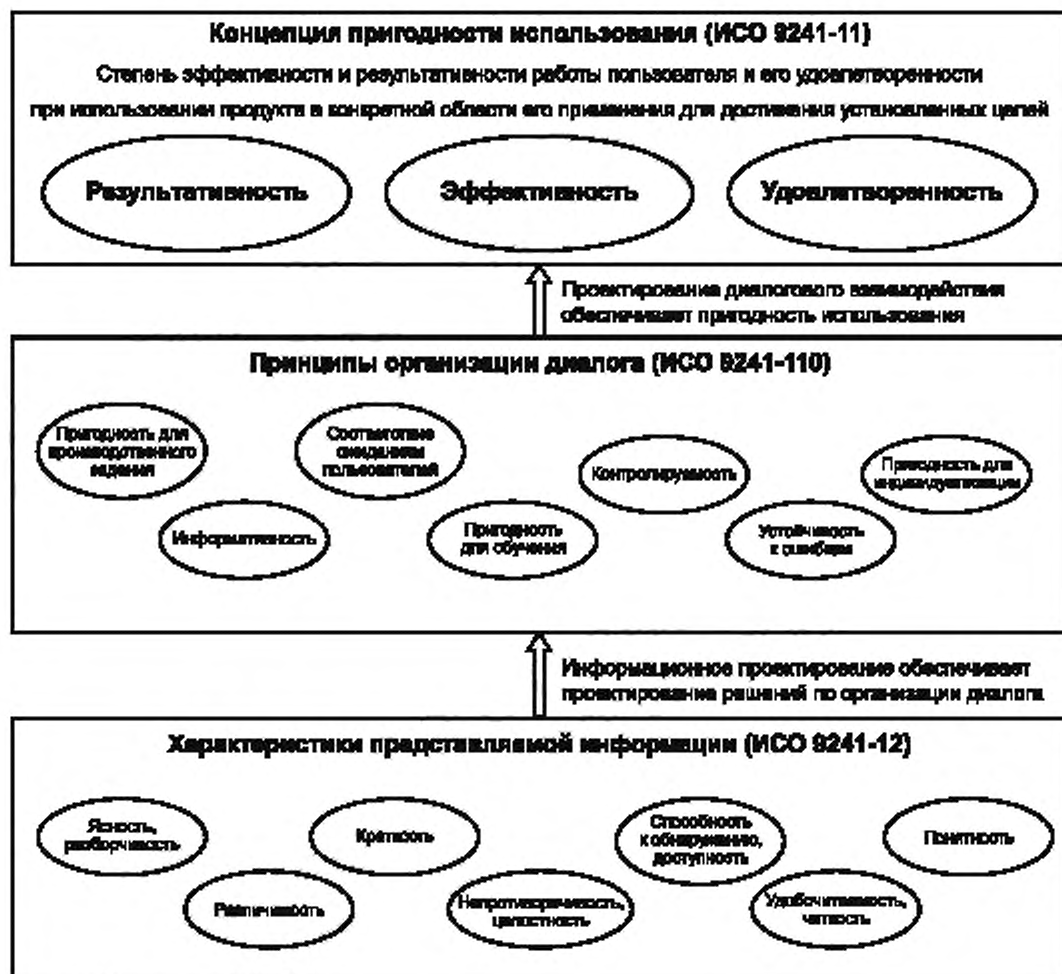 Концепция пригодности использования (ИСО 9241-11)
Степень эффективности и результативности работы пользователя и его удовлетворенности
при использовании продукта в конкретной области его применения для достижения установленных целей
Результативность
Эффективность
Удовлетворенность
Проектирование диалогового взаимодействия
обеспечивает пригодность использования
Принципы организации диалога (ИСО 9241-110)
Пригодность для
производственного
задания
Соответствие
ожиданиям
пользователей
Контролируемость
Пригодность для
индивидуализации
Информативность
Пригодность
для обучения
Устойчивость
к ошибкам
Информационное проектирование обеспечивает
проектирование решений по организации диалога
Характеристики представляемой информации (ИСО 9241-12)
Ясность,
разборчивость
Краткость
Способность
к обнаружению,
доступность
Понятность
Различимость
Непротиворечивость,
целостность
Удобочитаемость,
четкость